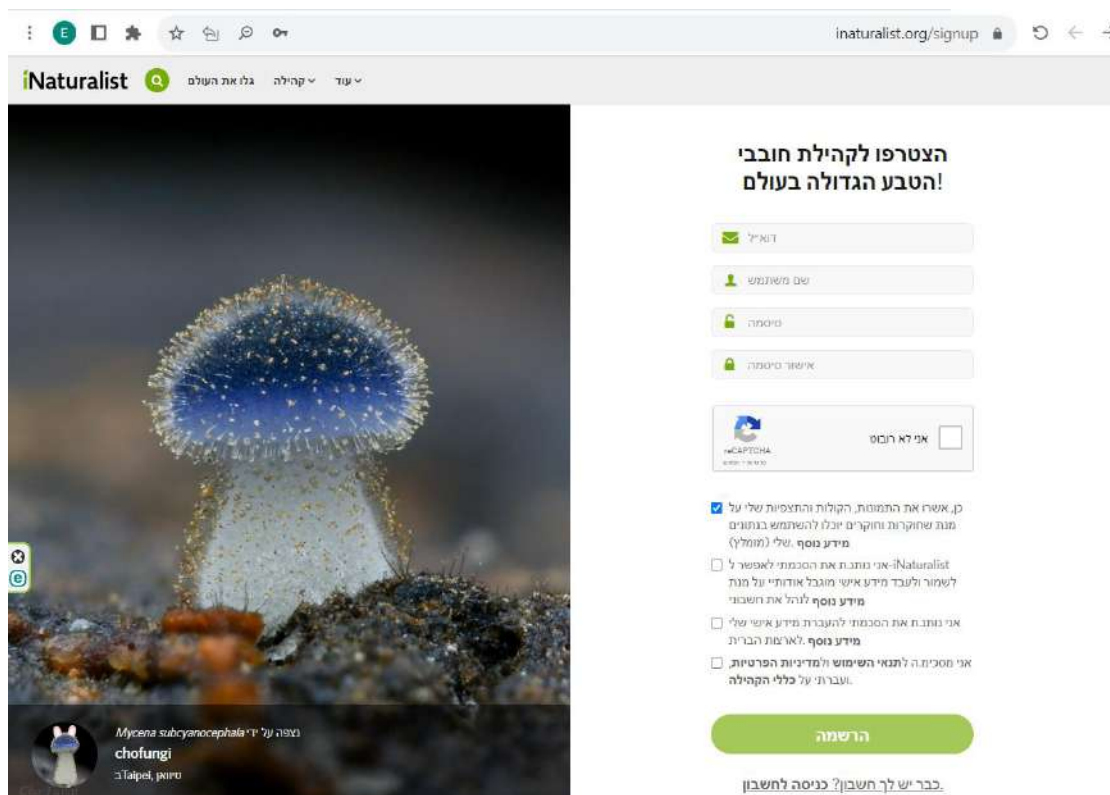 E
inaturalist.org/signup
iNaturalist
גלו את העולם
קהילה
עוד
הצטרפו לקהילת חובבי
הטבע הגדולה בעולם!
דוא״ל
שם משתמש
סיסמה
אישור סיסמה
אני לא רובוט
reCAPTCHA
כן, אשרו את התמונות, הקולות והתצפיות שלי על
מנת שחוקרות וחוקרים יוכלו להשתמש בנתונים
שלי (מומלץ). מידע נוסף
אני נותנ.ת את הסכמתי לאפשר ל-iNaturalist
לשמור ולעבד מידע אישי מוגבל אודותיי על מנת
לנהל את חשבוני מידע נוסף
אני נותנ.ת את הסכמתי להעברת מידע אישי שלי
לארצות הברית. מידע נוסף
אני מסכימ.ה לתנאי השימוש ולמדיניות הפרטיות,
ועברתי על כללי הקהילה.
הרשמה
כבר יש לך חשבון? כניסה לחשבון.
Mycena subcyanocephala נצפה על ידי
chofungi
בTaipei, טיוואן